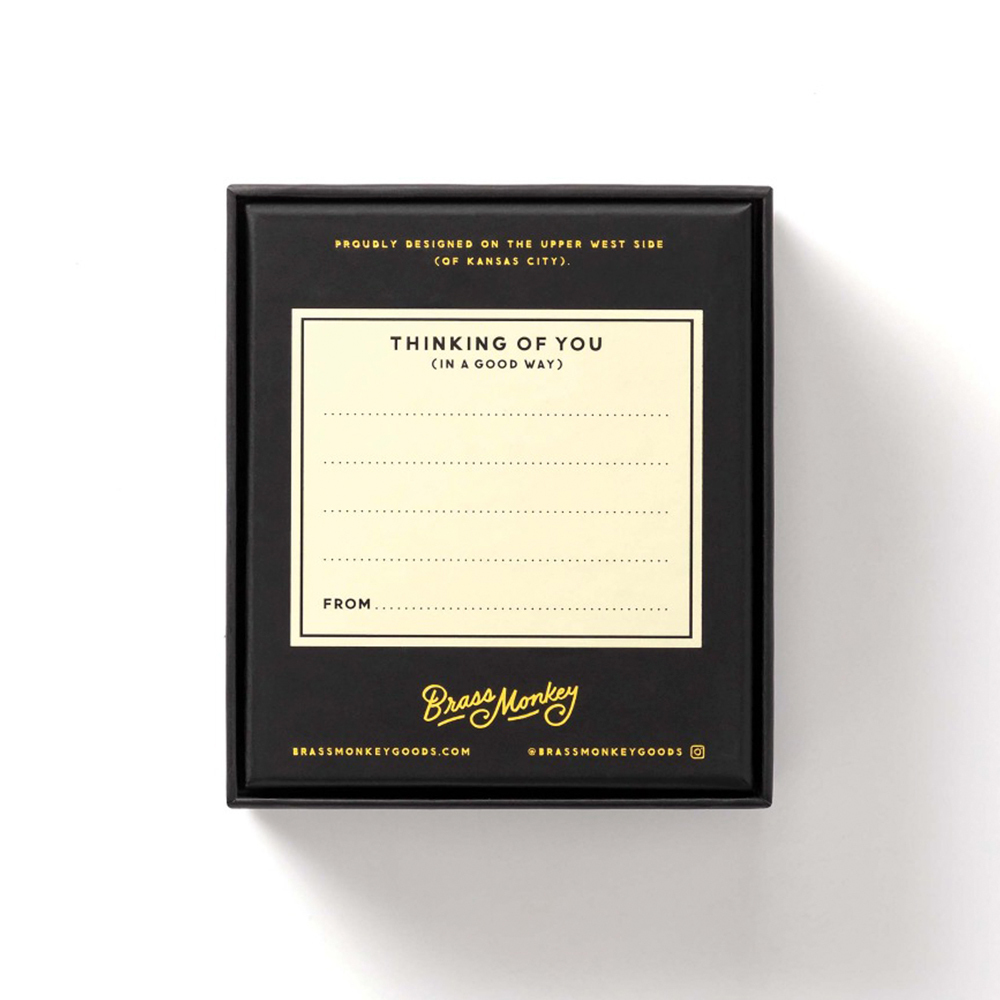 PROUDLY DESIGNED ON THE UPPER WEST SIDE
(OF KANSAS CITY).
THINKING OF YOU
(IN A GOOD WAY)
FROM
Brass Monkey
BRASSMONKEYGOODS.COM @BRASSMONKEYGOODS